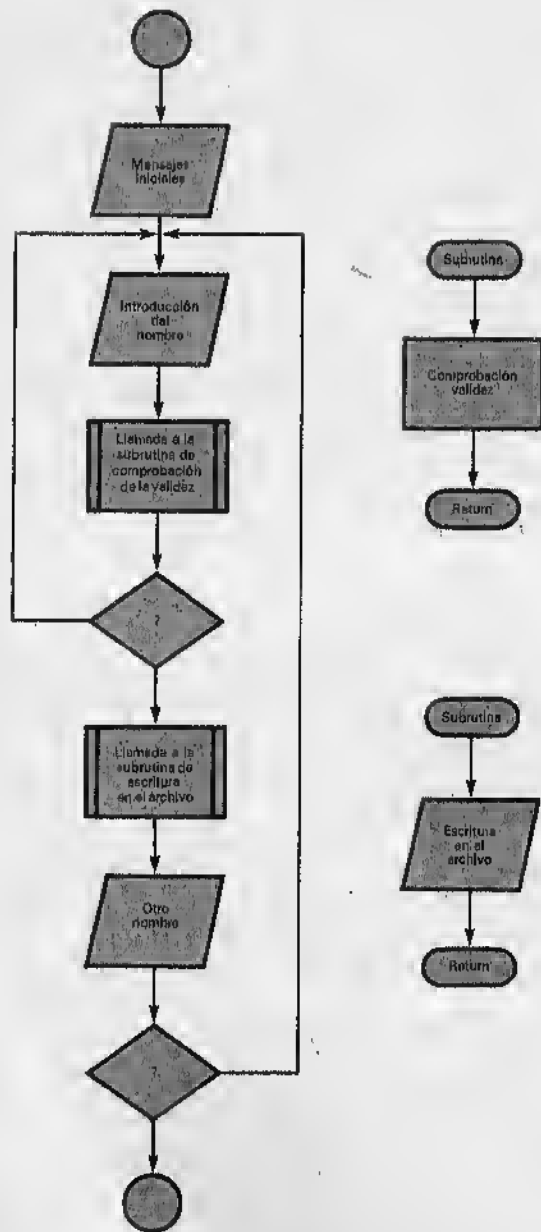 Mensajes
iniciales
Introducción
del
nombre
Llamada a la
subrutina de
comprobación
de la validez
?
Llamada a la
subrutina de
escritura
en el archivo
Otro
nombre
?
Subrutina
Comprobación
validez
Return
Subrutina
Escritura
en el
archivo
Return